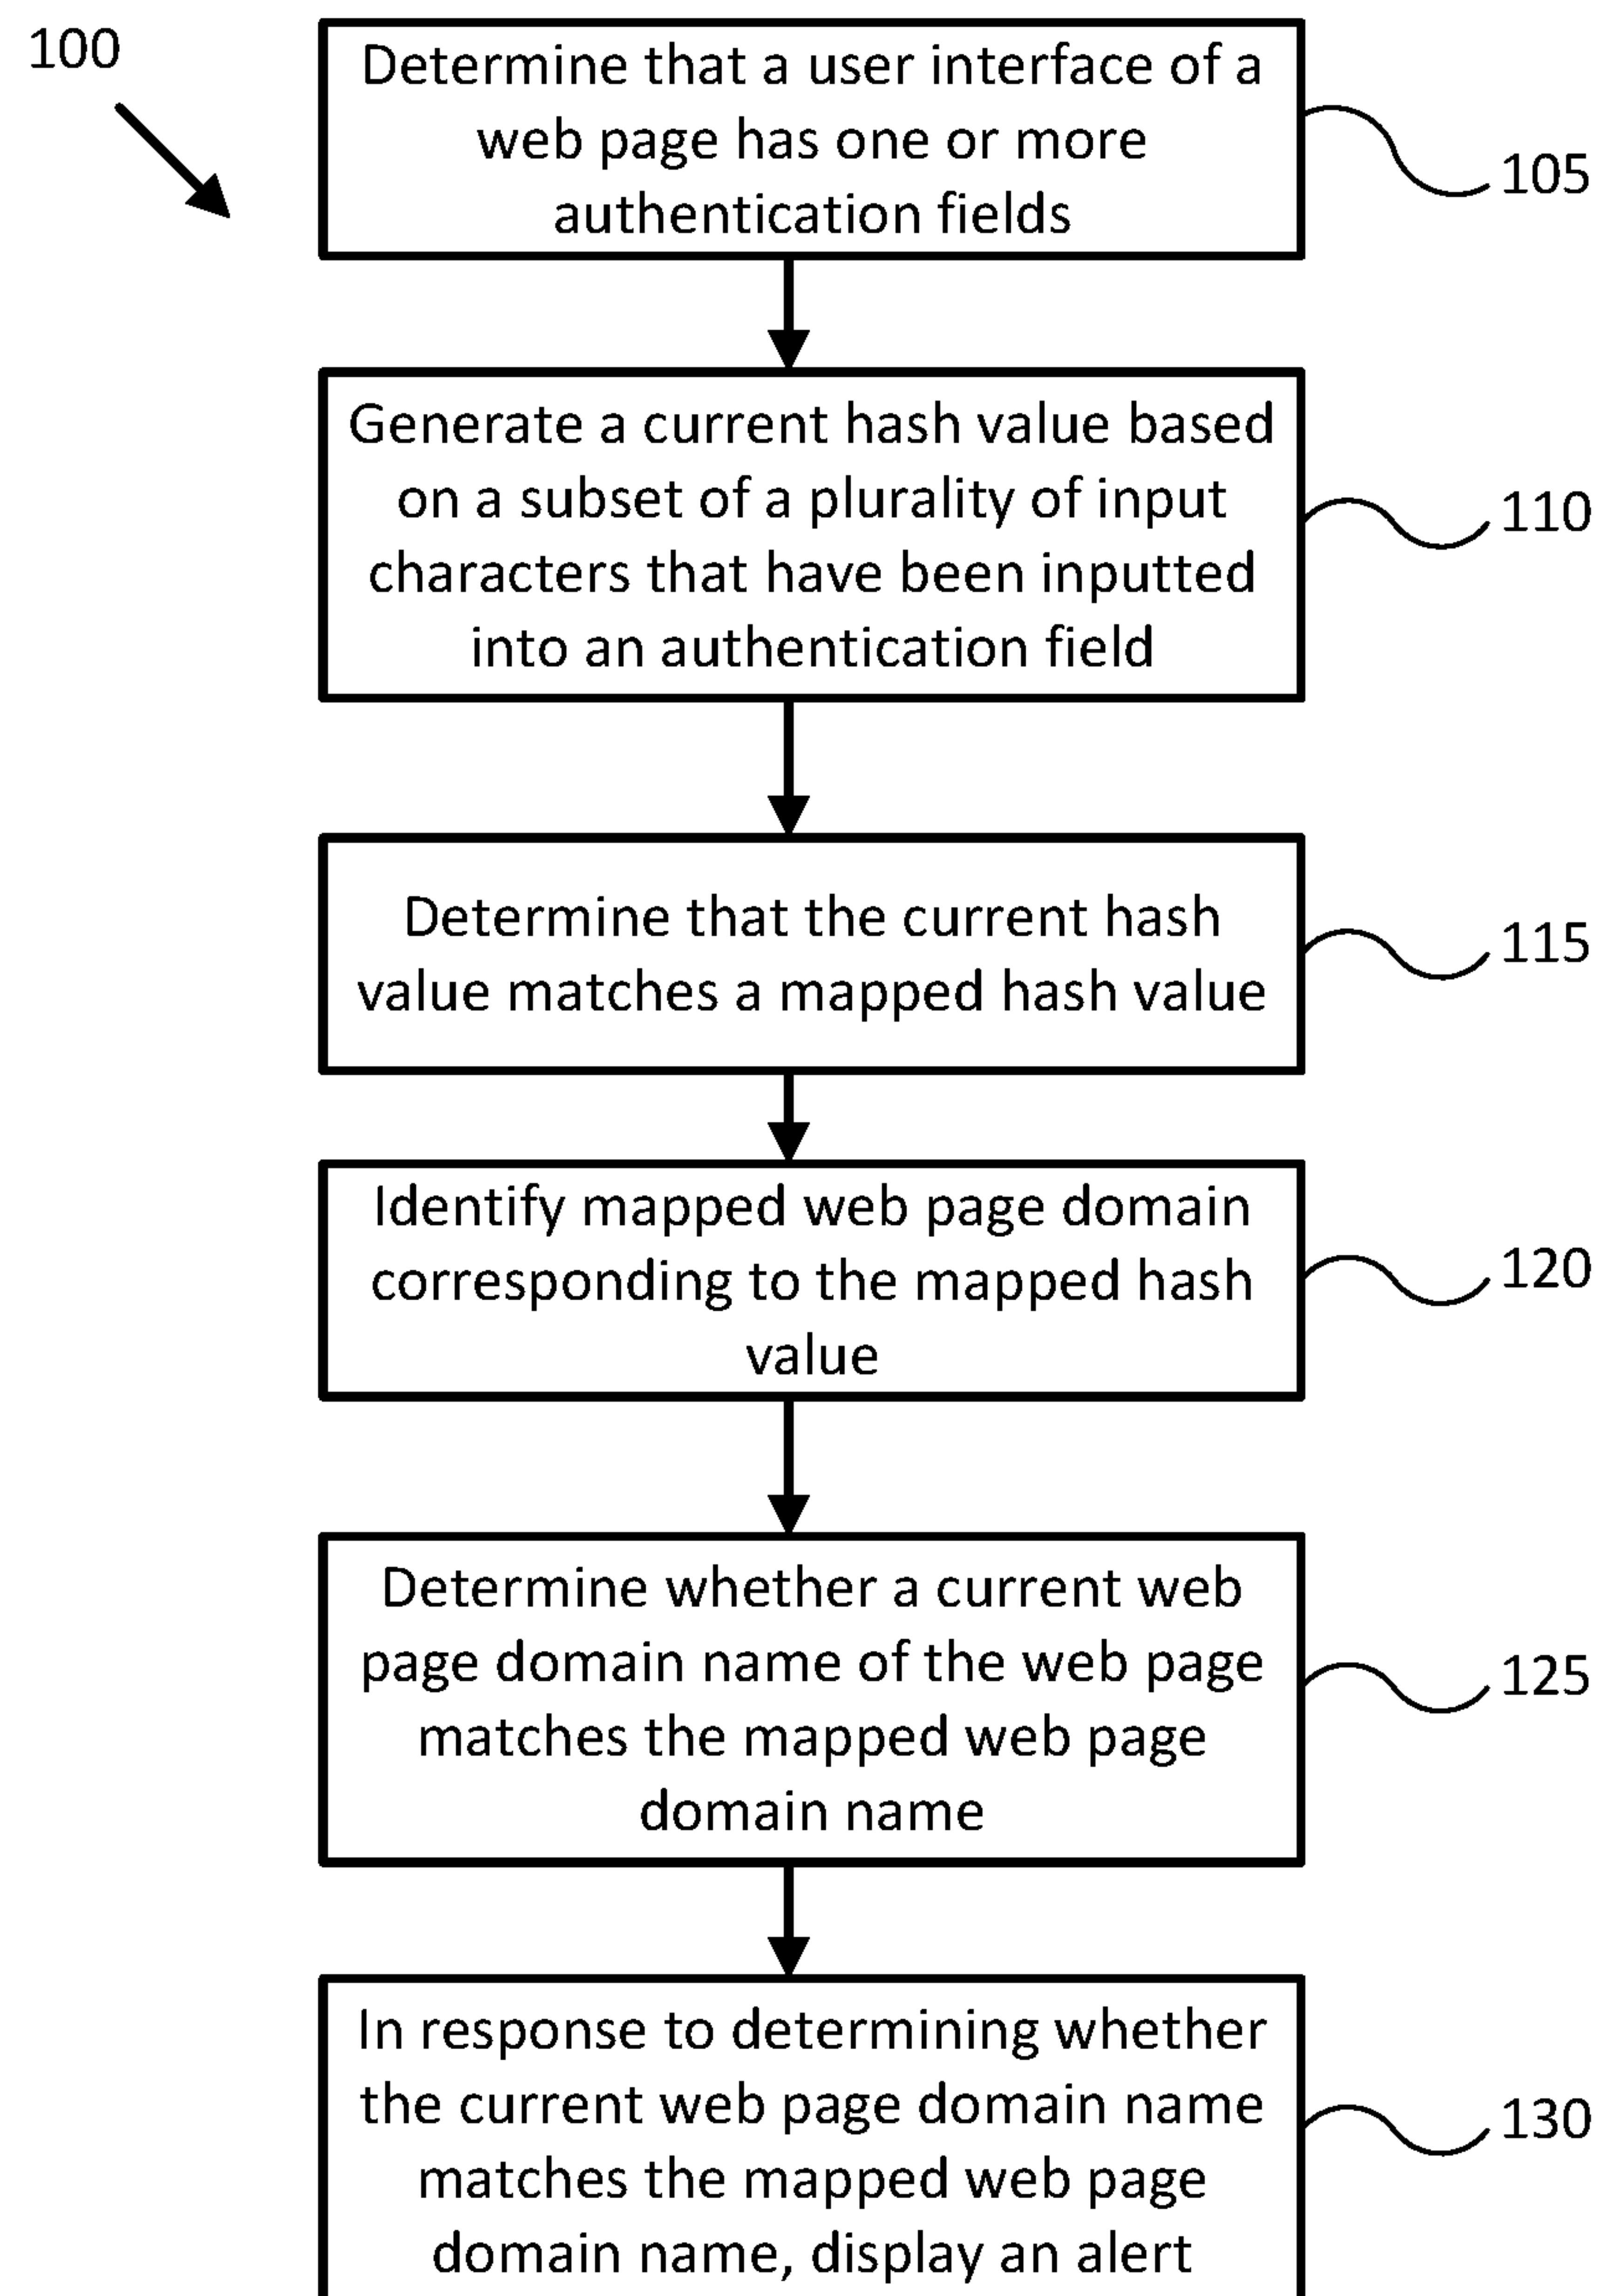 100
Determine that a user interface of a
web page has one or more
authentication fields
105
Generate a current hash value based
on a subset of a plurality of input
characters that have been inputted
into an authentication field
110
Determine that the current hash
value matches a mapped hash value
115
Identify mapped web page domain
corresponding to the mapped hash
value
120
Determine whether a current web
page domain name of the web page
matches the mapped web page
domain name
125
In response to determining whether
the current web page domain name
matches the mapped web page
domain name, display an alert
130